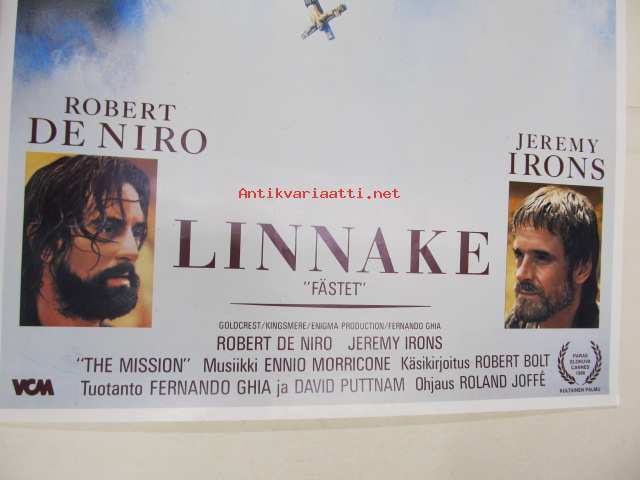 ROBERT
DE NIRO
JEREMY
IRONS
Antikvariaatti.net
LINNAKE
"FÄSTET"
GOLDCREST/KINGSMERE/ENIGMA PRODUCTION/FERNANDO GHIA
ROBERT DE NIRO JEREMY IRONS
"THE MISSION" Musiikki ENNIO MORRICONE Käsikirjoitus ROBERT BOLT
Tuotanto FERNANDO GHIA ja DAVID PUTTNAM Ohjaus ROLAND JOFFÉ
VCM
PARAS
ELOKUVA
CANNES
1986
KULTAINEN PALMU